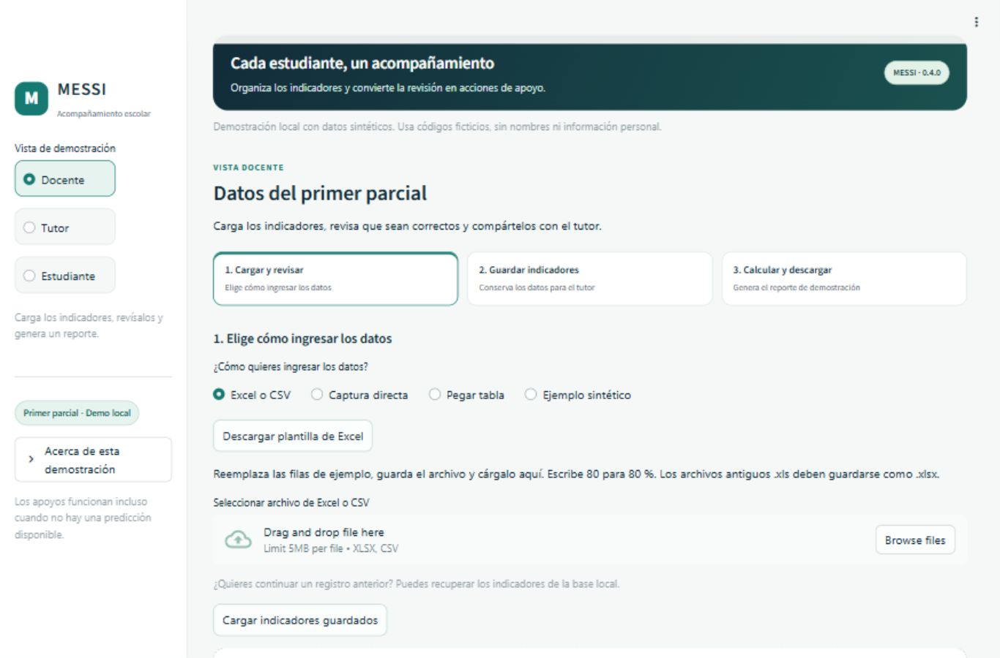 M
MESSI
Acompañamiento escolar
Vista de demostración
Docente
Tutor
Estudiante
Carga los indicadores, revísalos y
genera un reporte.
Primer parcial · Demo local
Acerca de esta
demostración
Los apoyos funcionan incluso
cuando no hay una predicción
disponible.
Cada estudiante, un acompañamiento
Organiza los indicadores y convierte la revisión en acciones de apoyo.
MESSI · 0.4.0
Demostración local con datos sintéticos. Usa códigos ficticios, sin nombres ni información personal.
VISTA DOCENTE
Datos del primer parcial
Carga los indicadores, revisa que sean correctos y compártelos con el tutor.
1. Cargar y revisar
Elige cómo ingresar los datos
2. Guardar indicadores
Conserva los datos para el tutor
3. Calcular y descargar
Genera el reporte de demostración
1. Elige cómo ingresar los datos
¿Cómo quieres ingresar los datos?
Excel o CSV
Captura directa
Pegar tabla
Ejemplo sintético
Descargar plantilla de Excel
Reemplaza las filas de ejemplo, guarda el archivo y cárgalo aquí. Escribe 80 para 80 %. Los archivos antiguos .xls deben guardarse como .xlsx.
Seleccionar archivo de Excel o CSV
Drag and drop file here
Limit 5MB per file • XLSX, CSV
Browse files
¿Quieres continuar un registro anterior? Puedes recuperar los indicadores de la base local.
Cargar indicadores guardados